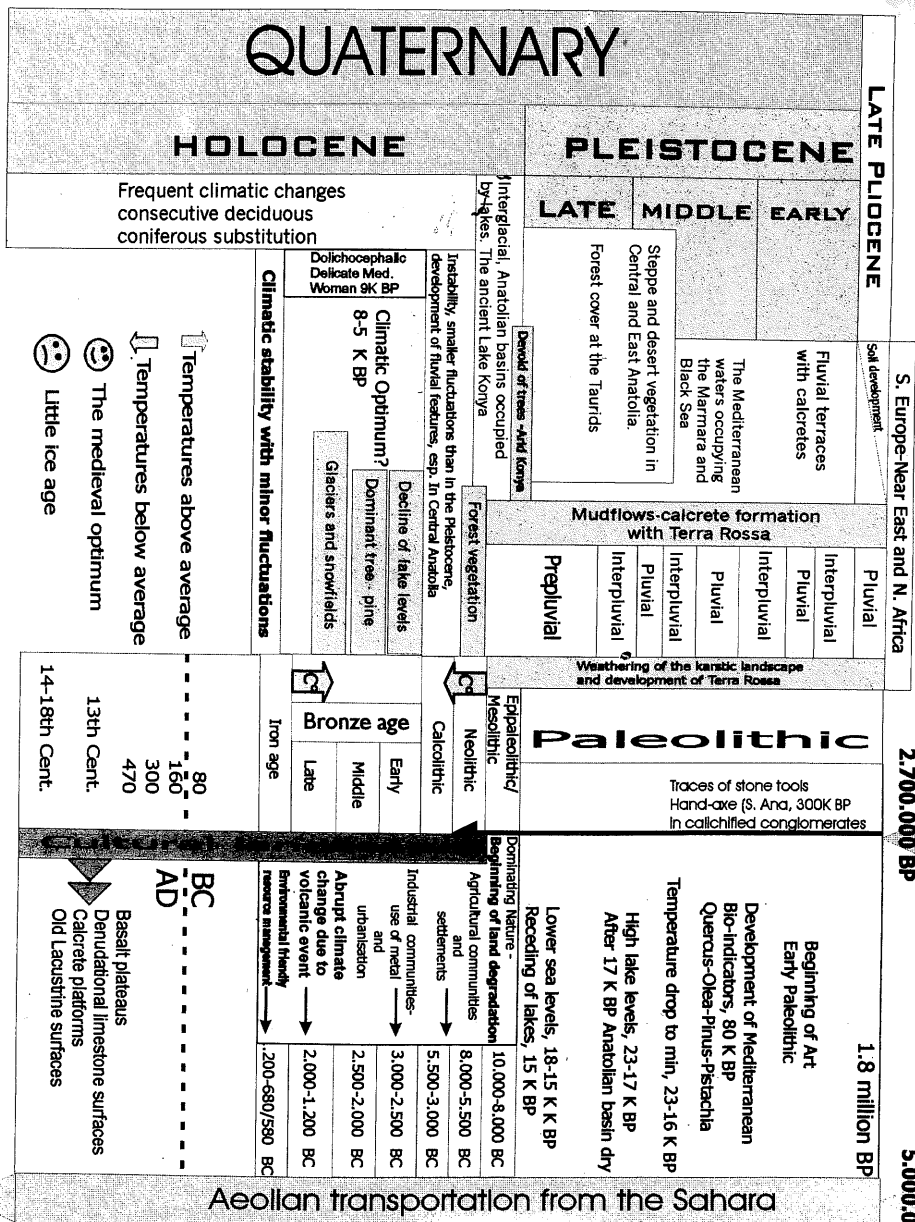 QUATERNARY
HOLOCENE
PLEISTOCENE
LATE PLIOCENE
LATE
MIDDLE
EARLY
Frequent climatic changes
consecutive deciduous
coniferous substitution
Interglacial, Anatolian basins occupied
by lakes. The ancient Lake Konya
Steppe and desert vegetation in
Central and East Anatolia.
Forest cover at the Taurids
Devoid of trees -Arid Konya
The Mediterranean
waters occupying
the Marmara and
Black Sea
Fluvial terraces
with calcretes
Soil development
S. Europe-Near East and N. Africa
Dolichocephalic
Delicate Med.
Woman 9K BP
Climatic Optimum?
8-5 K BP
Instability, smaller fluctuations than in the Pleistocene,
development of fluvial features, esp. In Central Anatolia
Climatic stability with minor fluctuations
Forest vegetation
Decline of lake levels
Dominant tree: pine
Glaciers and snowfields
Temperatures above average
Temperatures below average
The medieval optimum
Little ice age
Mudflows-calcrete formation
with Terra Rossa
Prepluvial
Interpluvial
Pluvial
Interpluvial
Pluvial
Interpluvial
Pluvial
Interpluvial
Pluvial
Weathering of the karstic landscape
and development of Terra Rossa
Paleolithic
Epipaleolithic/
Mesolithic
Neolithic
Calcolithic
C°
C°
Bronze age
Early
Middle
Late
Iron age
80
160
300
470
13th Cent.
14-18th Cent.
Traces of stone tools
Hand-axe (S. Ana, 300K BP
In calichified conglomerates
2.700.000 BP
Cultural
Dominating Nature -
Beginning of land degradation
Agricultural communities
and
settlements
Industrial communities-
use of metal
and
urbanisation
Abrupt climate
change due to
volcanic event
Environmental friendly
resource management
10.000-8.000 BC
8.000-5.500 BC
5.500-3.000 BC
3.000-2.500 BC
2.500-2.000 BC
2.000-1.200 BC
.200-680/580 BC
BC
AD
Basalt plateaus
Denudational limestone surfaces
Calcrete platforms
Old Lacustrine surfaces
Beginning of Art
Early Paleolithic
Development of Mediterranean
Bio-indicators, 80 K BP
Quercus-Olea-Pinus-Pistachia
Temperature drop to min, 23-16 K BP
High lake levels, 23-17 K BP
After 17 K BP Anatolian basin dry
Lower sea levels, 18-15 K K BP
Receding of lakes, 15 K BP
1.8 million BP
Aeolian transportation from the Sahara